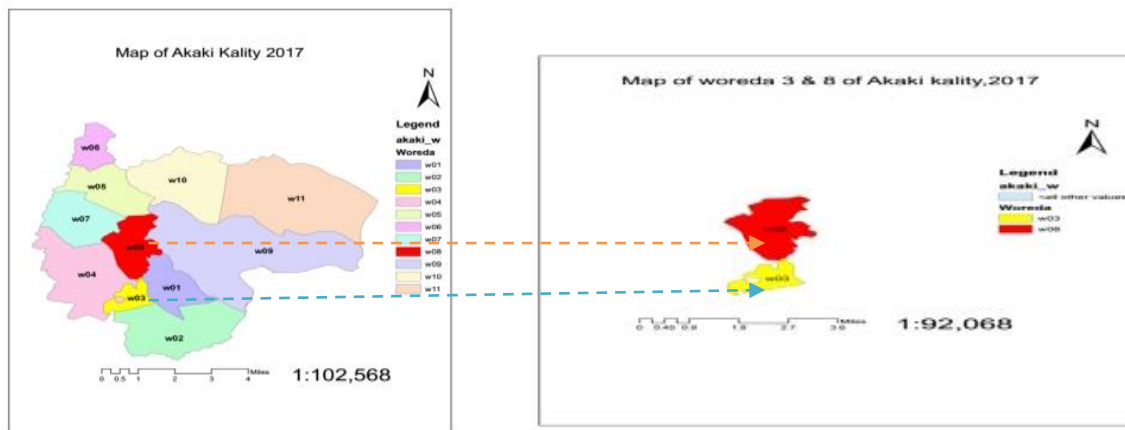 Map of Akaki Kality 2017
N
Legend
akaki_w
Woreda
w01
w02
w03
w04
w05
w06
w07
w08
w09
w10
w11
w06
w05
w10
w11
w07
w09
w04
w01
w03
w02
0 0.5 1 2 3 4 Miles
1:102,568
Map of woreda 3 & 8 of Akaki kality,2017
N
Legend
akaki_w
<all other values>
Woreda
w03
w08
w03
0 0.45 0.9 1.8 2.7 3.6 Miles
1:92,068